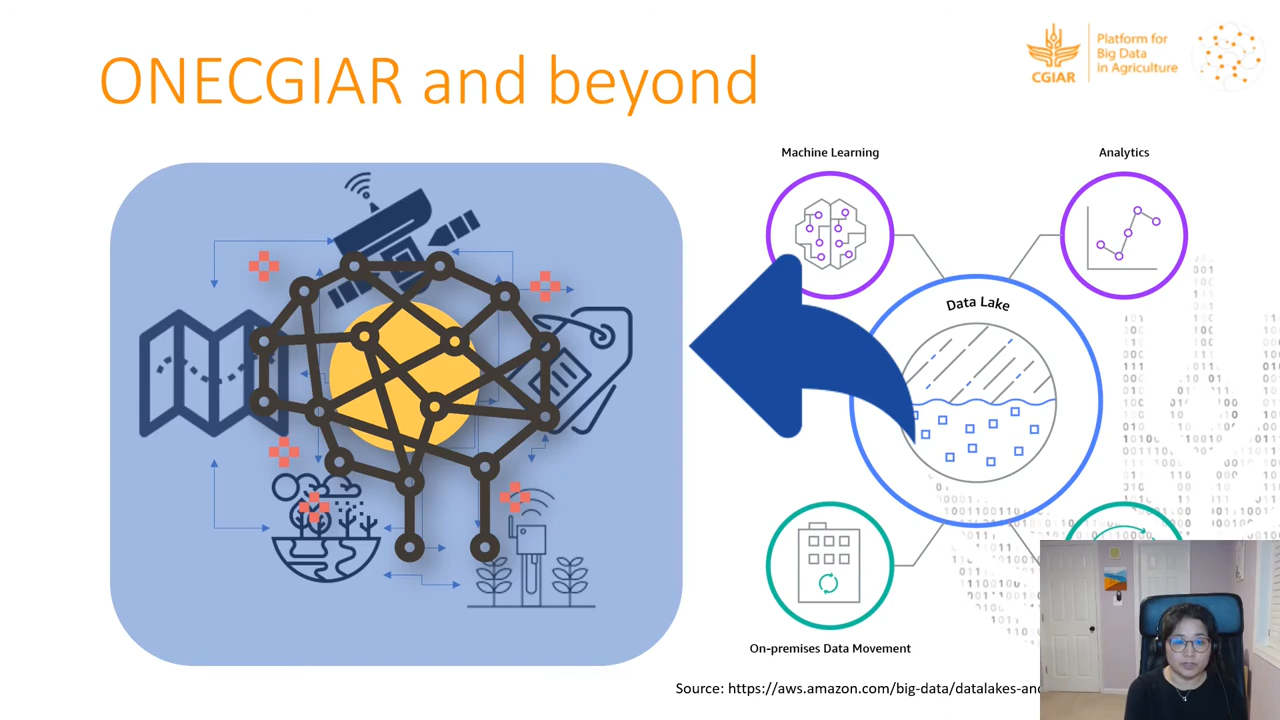 ONECGIAR and beyond
CGIAR
Platform for
Big Data
in Agriculture
Machine Learning
Analytics
Data Lake
On-premises Data Movement
Source: https://aws.amazon.com/big-data/datalakes-and